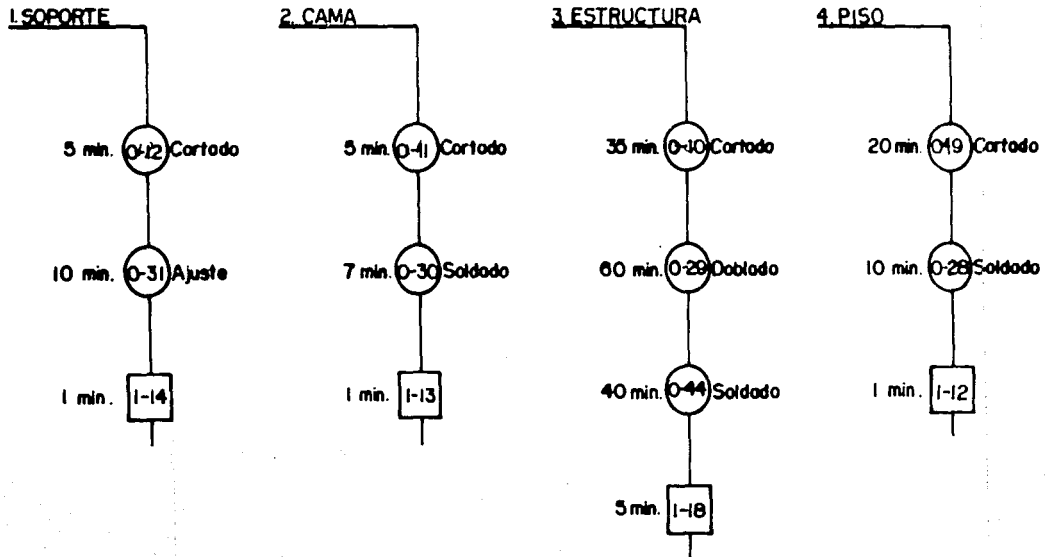 1. SOPORTE
5 min. 0-12 Cortado
10 min. 0-31 Ajuste
1 min. 1-14
2. CAMA
5 min. 0-11 Cortado
7 min. 0-30 Soldado
1 min. 1-13
3. ESTRUCTURA
35 min. 0-10 Cortado
60 min. 0-29 Doblado
40 min. 0-44 Soldado
5 min. 1-18
4. PISO
20 min. 0-19 Cortado
10 min. 0-28 Soldado
1 min. 1-12